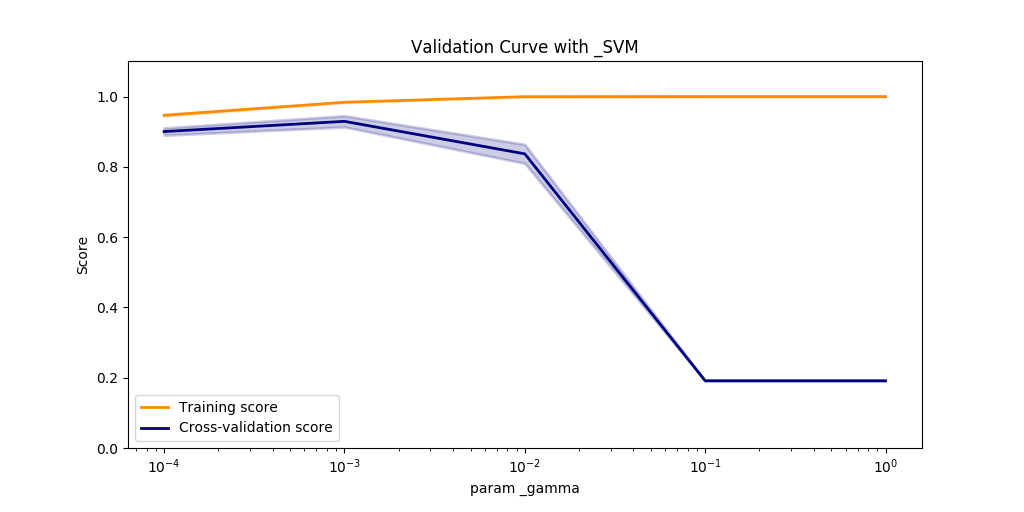 Validation Curve with _SVM
Score
1.0
0.8
0.6
0.4
0.2
0.0
Training score
Cross-validation score
10⁻⁴
10⁻³
10⁻²
10⁻¹
10⁰
param _gamma